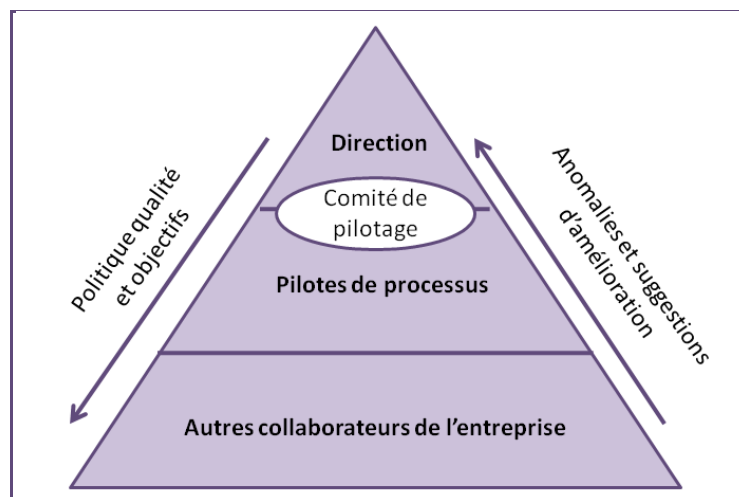 Direction
Comité de
pilotage
Pilotes de processus
Autres collaborateurs de l'entreprise
Politique qualité
et objectifs
Anomalies et suggestions
d'amélioration